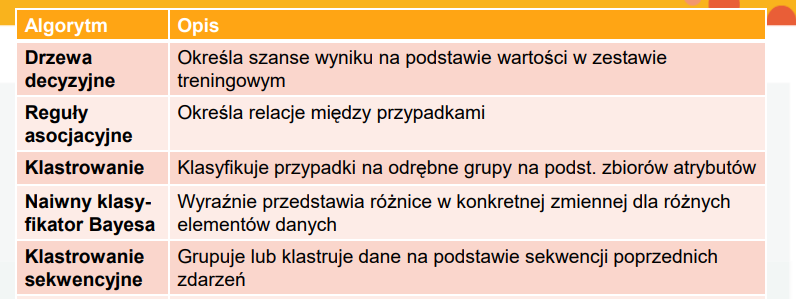 Algorytm Opis
Drzewa decyzyjne
Określa szanse wyniku na podstawie wartości w zestawie
treningowym
Reguły asocjacyjne
Określa relacje między przypadkami
Klastrowanie
Klasyfikuje przypadki na odrębne grupy na podst. zbiorów atrybutów
Naiwny klasy-
fikator Bayesa
Wyraźnie przedstawia różnice w konkretnej zmiennej dla różnych
elementów danych
Klastrowanie
sekwencyjne
Grupuje lub klastruje dane na podstawie sekwencji poprzednich
zdarzeń